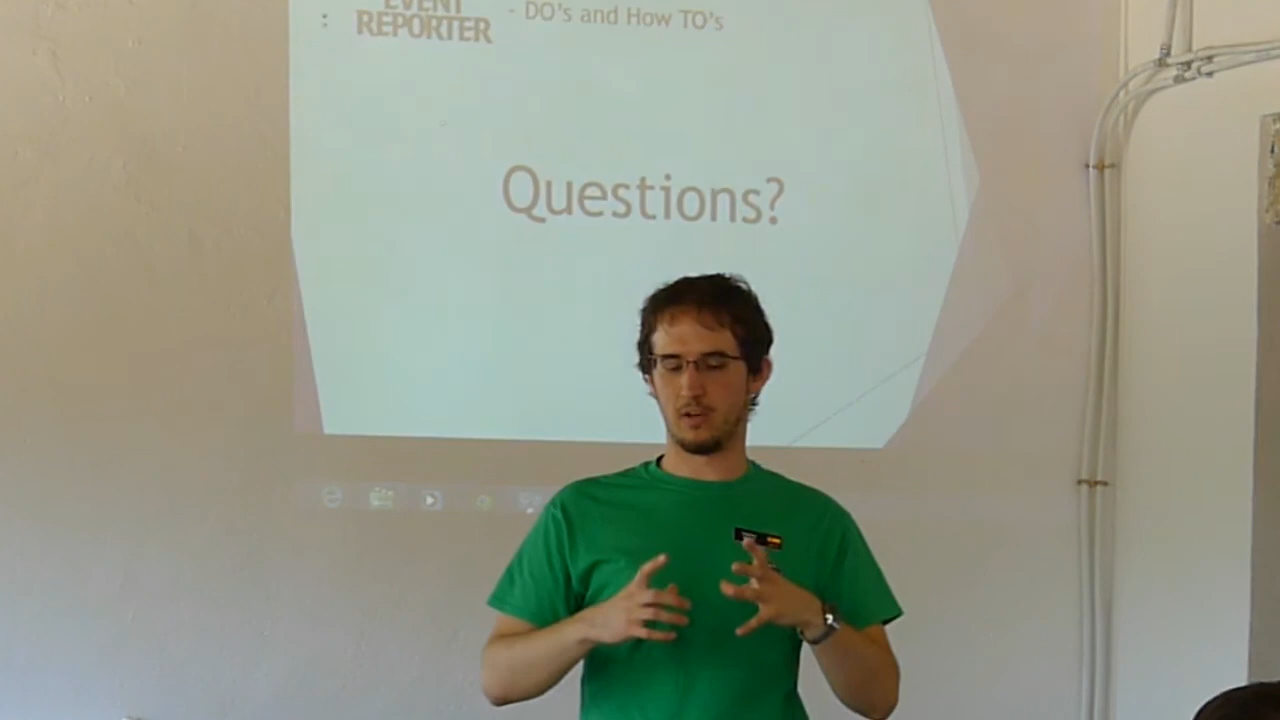 EVENT
REPORTER
- DO's and How TO's
:
Questions?